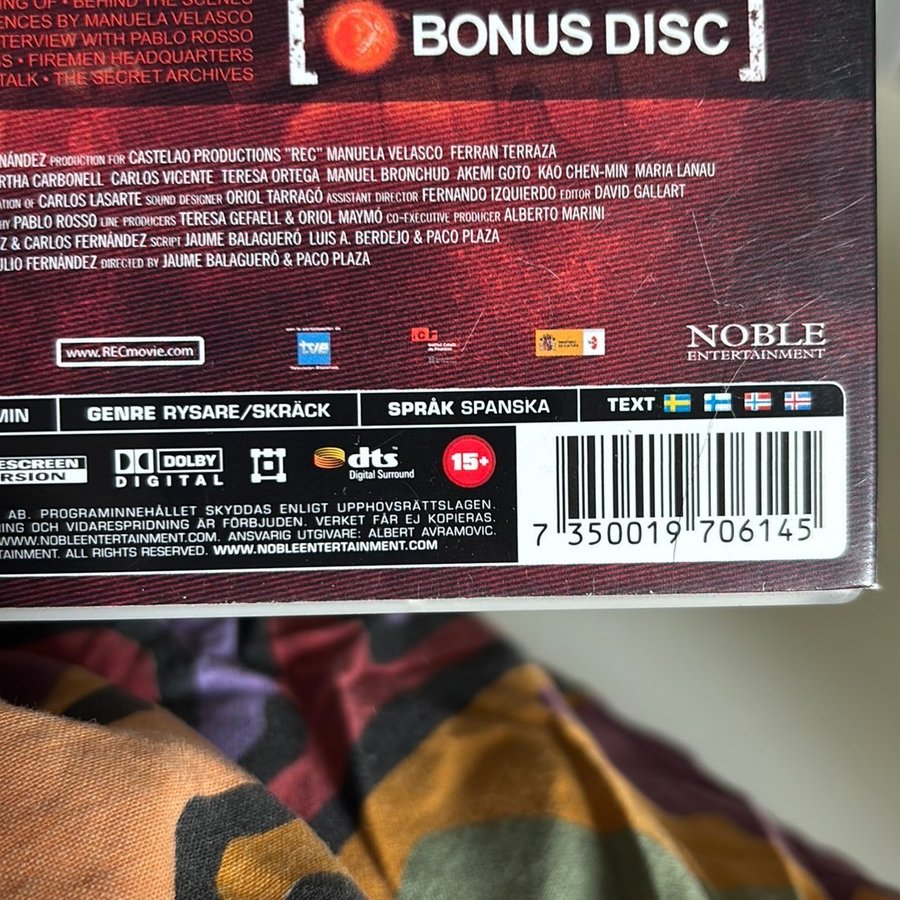 NG OF • BEHIND THE SCENES
ENCES BY MANUELA VELASCO
NTERVIEW WITH PABLO ROSSO
S • FIREMEN HEADQUARTERS
TALK • THE SECRET ARCHIVES
BONUS DISC
NÁNDEZ PRODUCTION FOR CASTELAO PRODUCTIONS "REC" MANUELA VELASCO FERRAN TERRAZA
RTHA CARBONELL CARLOS VICENTE TERESA ORTEGA MANUEL BRONCHUD AKEMI GOTO KAO CHEN-MIN MARIA LANAU
TION OF CARLOS LASARTE SOUND DESIGNER ORIOL TARRAGÓ ASSISTANT DIRECTOR FERNANDO IZQUIERDO EDITOR DAVID GALLART
HY PABLO ROSSO LINE PRODUCERS TERESA GEFAELL & ORIOL MAYMÓ CO-EXECUTIVE PRODUCER ALBERTO MARINI
Z & CARLOS FERNÁNDEZ SCRIPT JAUME BALAGUERÓ LUIS A. BERDEJO & PACO PLAZA
ULIO FERNÁNDEZ DIRECTED BY JAUME BALAGUERÓ & PACO PLAZA
www.RECmovie.com
tve
NOBLE
ENTERTAINMENT
MIN GENRE RYSARE/SKRÄCK SPRÅK SPANSKA TEXT
ESCREEN
ERSION
DOLBY
DIGITAL
dts
Digital Surround
15+
AB. PROGRAMINNEHÅLLET SKYDDAS ENLIGT UPPHOVSRÄTTSLAGEN.
NING OCH VIDARESPRIDNING ÄR FÖRBJUDEN. VERKET FÅR EJ KOPIERAS.
WWW.NOBLEENTERTAINMENT.COM. ANSVARIG UTGIVARE: ALBERT AVRAMOVIC.
TAINMENT. ALL RIGHTS RESERVED. WWW.NOBLEENTERTAINMENT.COM
7 350019 706145